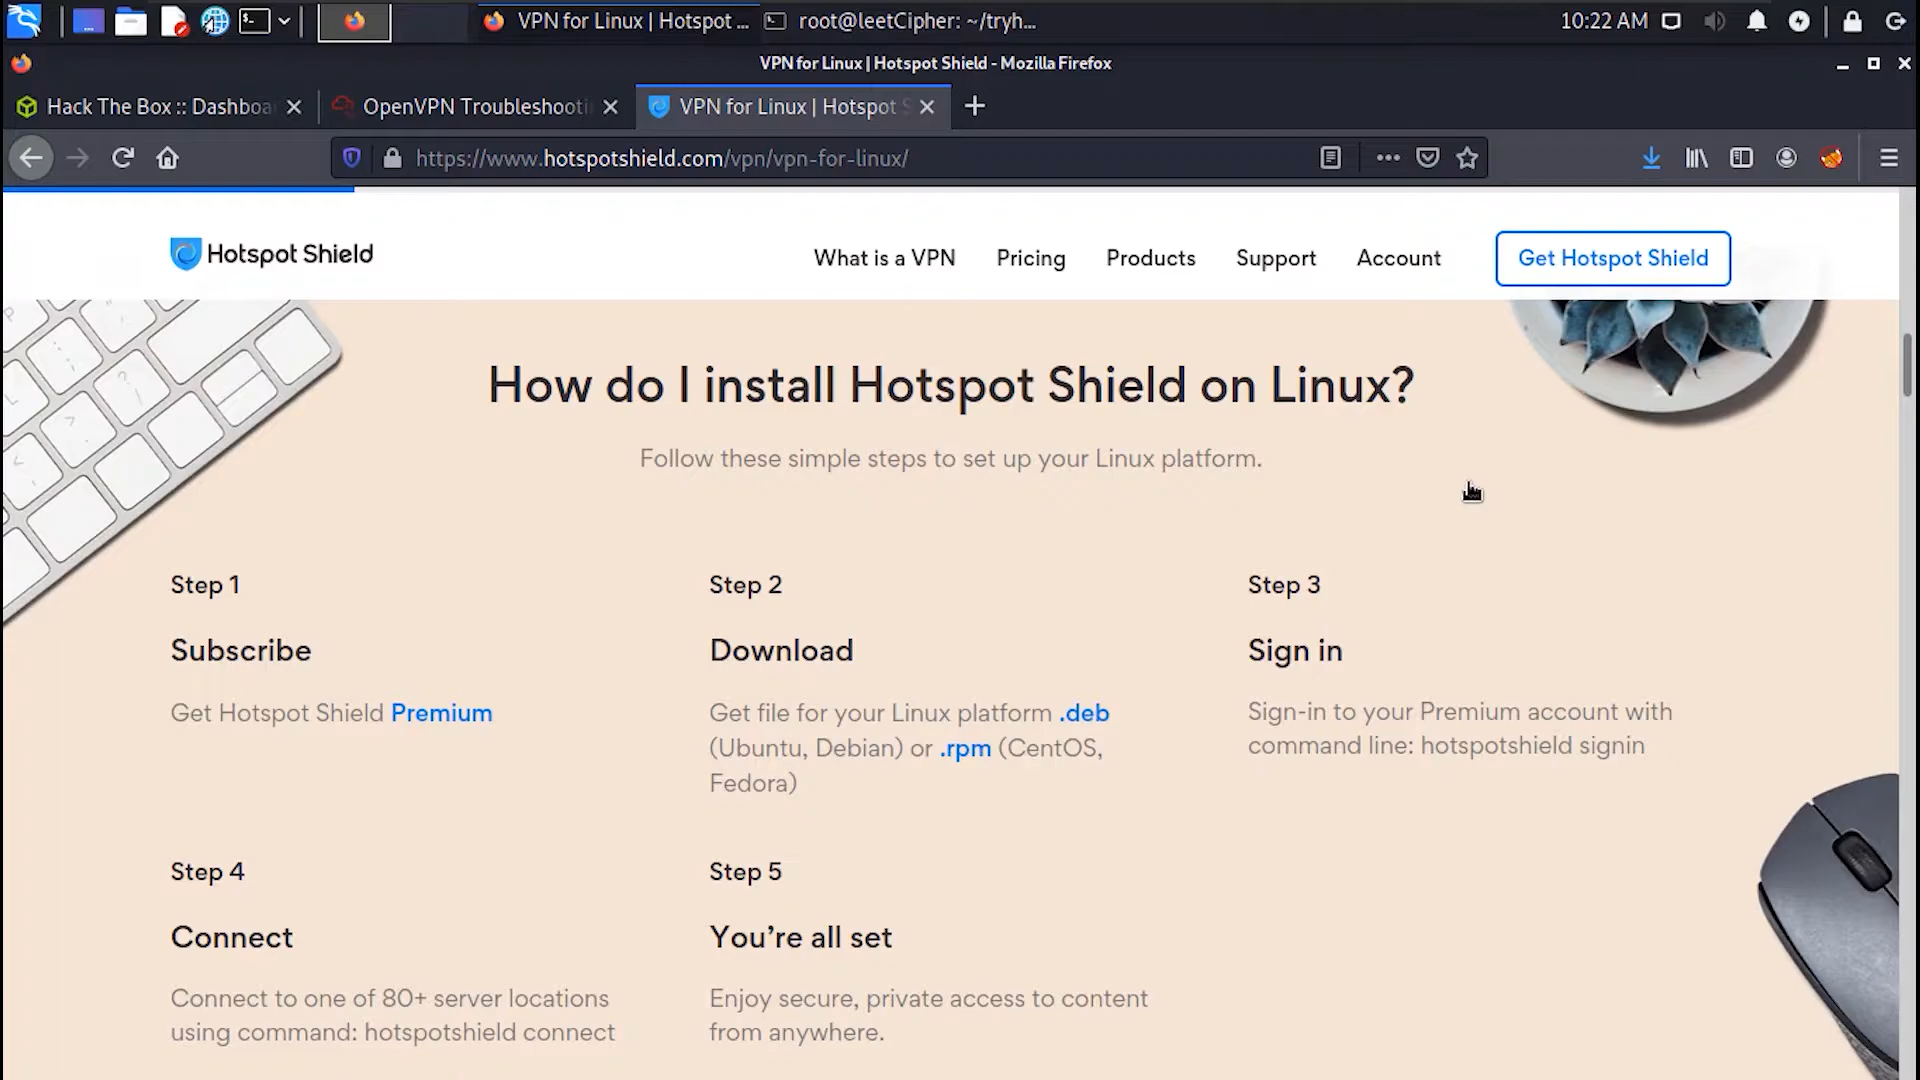 VPN for Linux | Hotspot ...
root@leetCipher: ~/tryh...
10:22 AM
VPN for Linux | Hotspot Shield - Mozilla Firefox
Hack The Box :: Dashboa
OpenVPN Troubleshooti
VPN for Linux | Hotspot S
https://www.hotspotshield.com/vpn/vpn-for-linux/
Hotspot Shield
What is a VPN
Pricing
Products
Support
Account
Get Hotspot Shield
How do I install Hotspot Shield on Linux?
Follow these simple steps to set up your Linux platform.
Step 1
Subscribe
Get Hotspot Shield Premium
Step 2
Download
Get file for your Linux platform .deb
(Ubuntu, Debian) or .rpm (CentOS,
Fedora)
Step 3
Sign in
Sign-in to your Premium account with
command line: hotspotshield signin
Step 4
Connect
Connect to one of 80+ server locations
using command: hotspotshield connect
Step 5
You’re all set
Enjoy secure, private access to content
from anywhere.